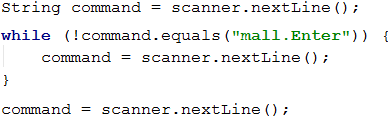 String command = scanner.nextLine();
while (!command.equals("mall.Enter")) {
    command = scanner.nextLine();
}
command = scanner.nextLine();